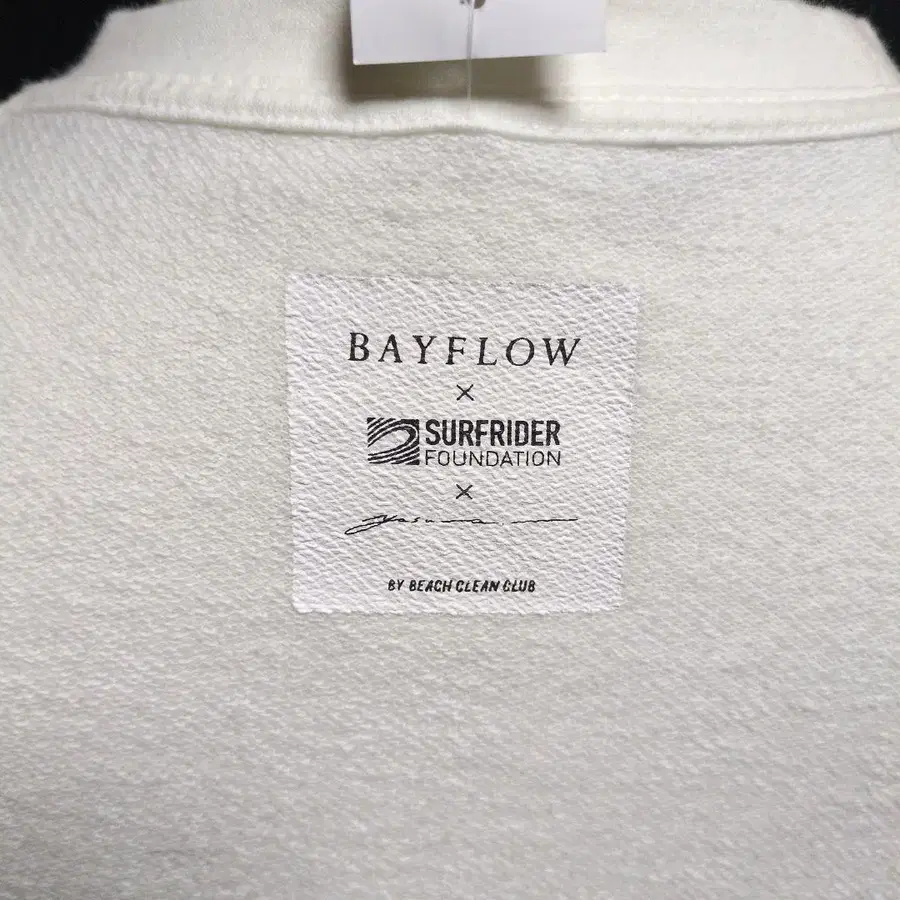 BAYFLOW
×
SURFRIDER
FOUNDATION
×
BY BEACH CLEAN CLUB